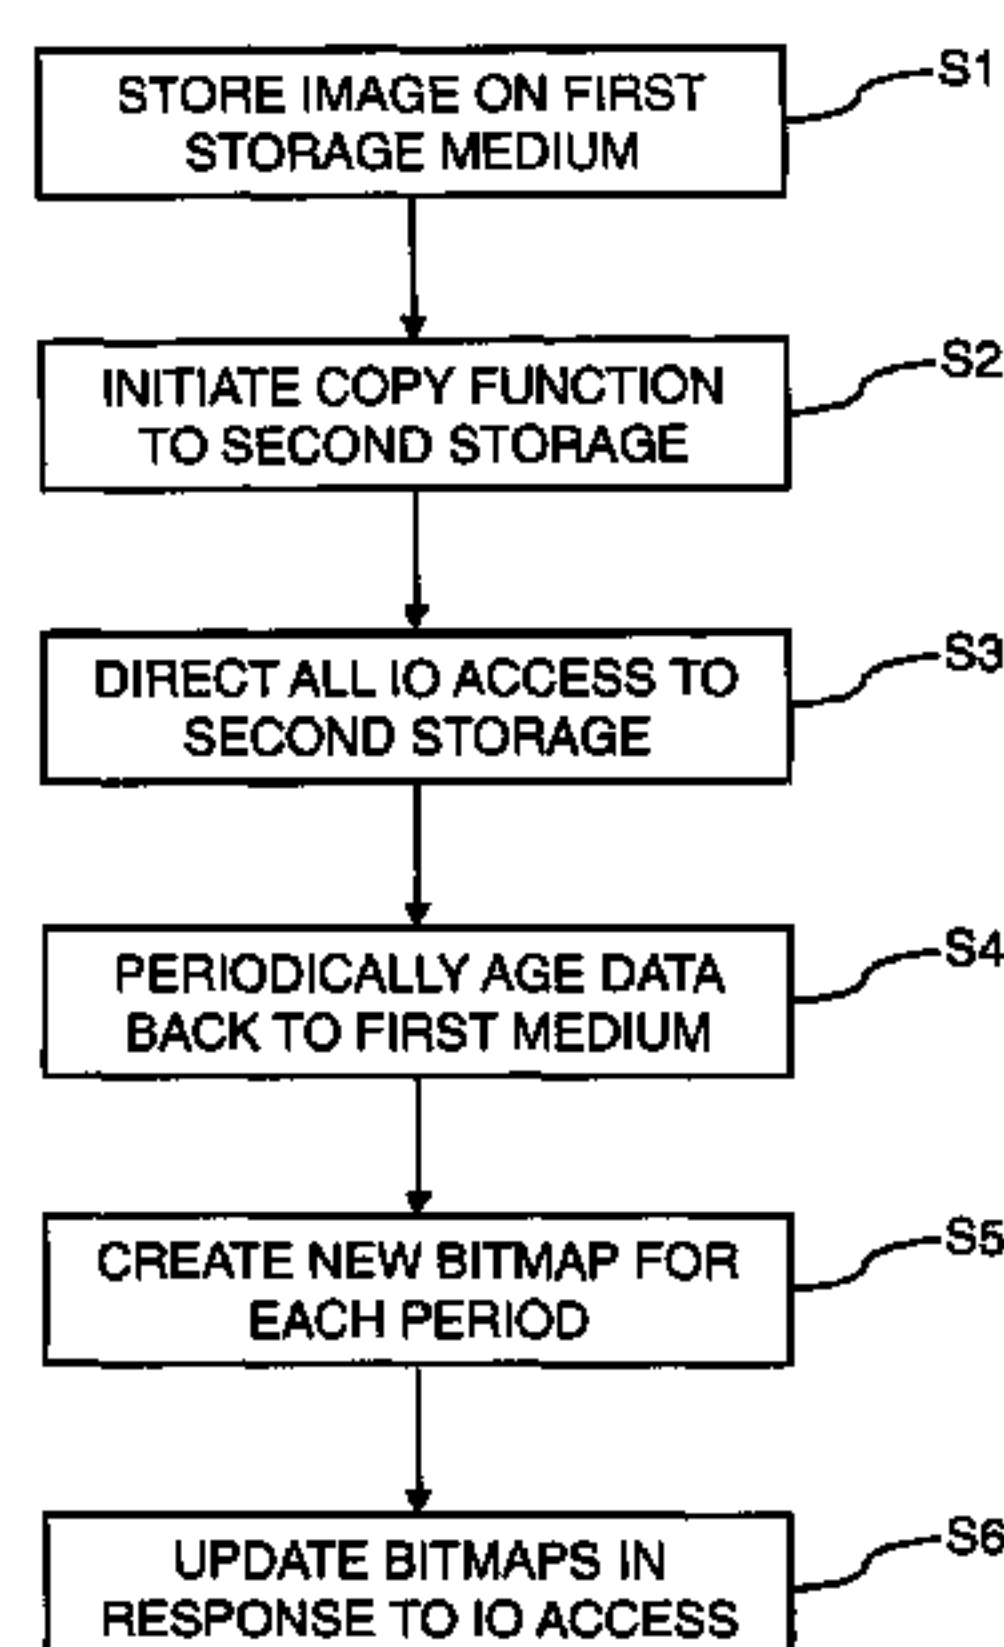 STORE IMAGE ON FIRST
STORAGE MEDIUM
S1
INITIATE COPY FUNCTION
TO SECOND STORAGE
S2
DIRECT ALL IO ACCESS TO
SECOND STORAGE
S3
PERIODICALLY AGE DATA
BACK TO FIRST MEDIUM
S4
CREATE NEW BITMAP FOR
EACH PERIOD
S5
UPDATE BITMAPS IN
RESPONSE TO IO ACCESS
S6